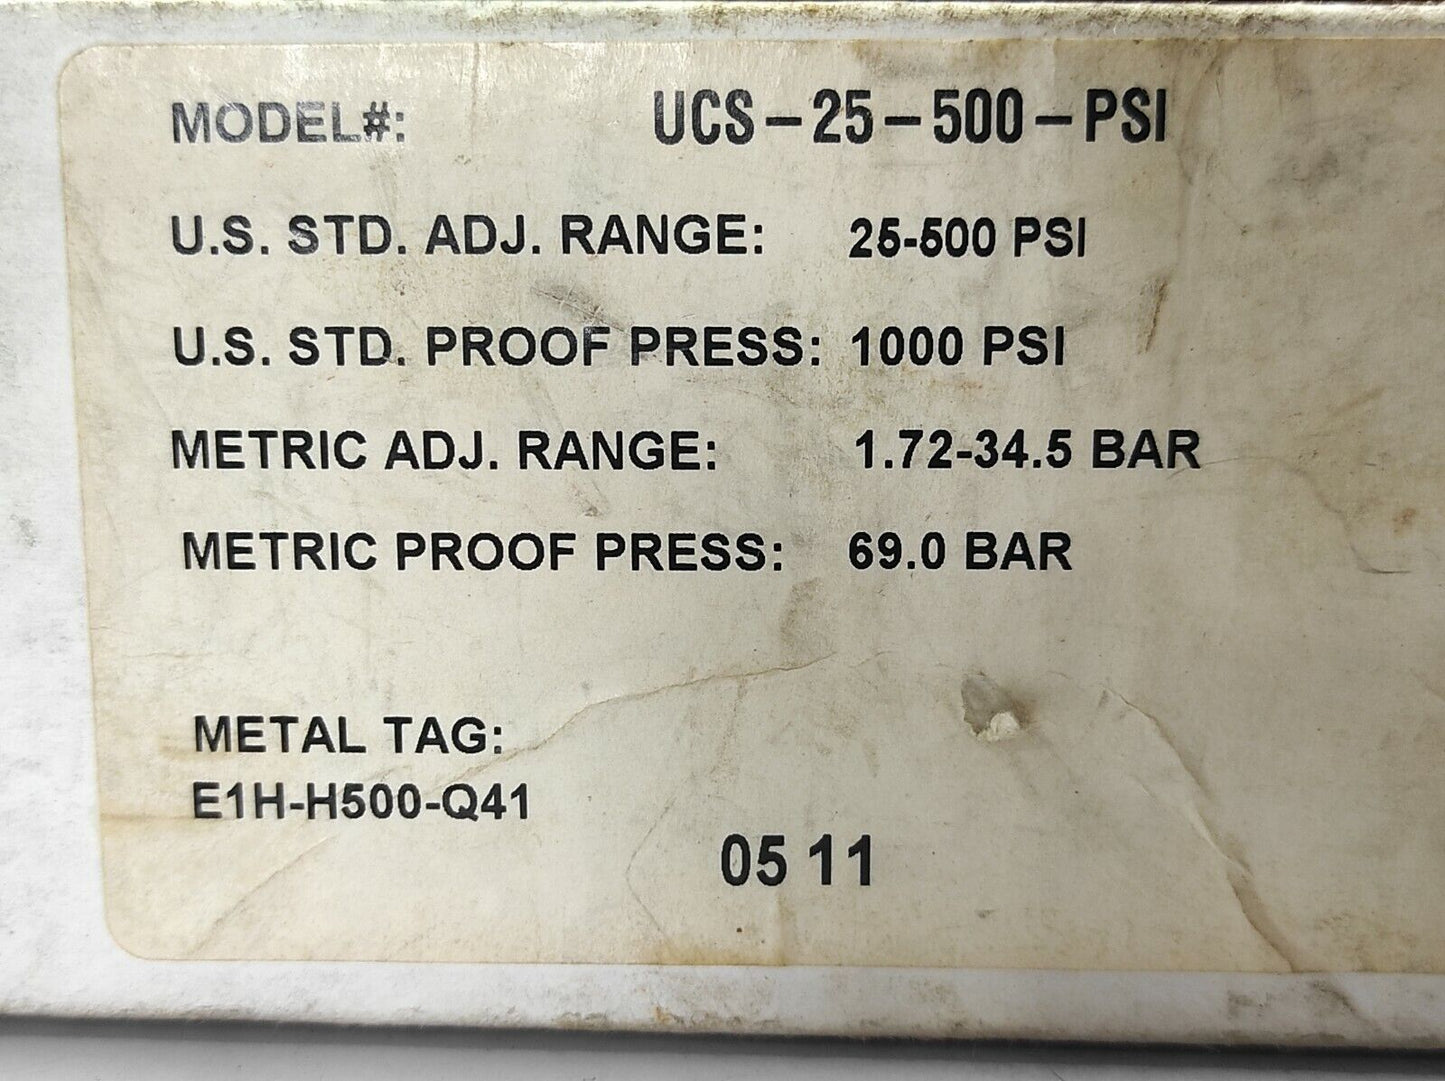 MODEL#: UCS-25-500-PSI
U.S. STD. ADJ. RANGE: 25-500 PSI
U.S. STD. PROOF PRESS: 1000 PSI
METRIC ADJ. RANGE: 1.72-34.5 BAR
METRIC PROOF PRESS: 69.0 BAR
METAL TAG:
E1H-H500-Q41
05 11